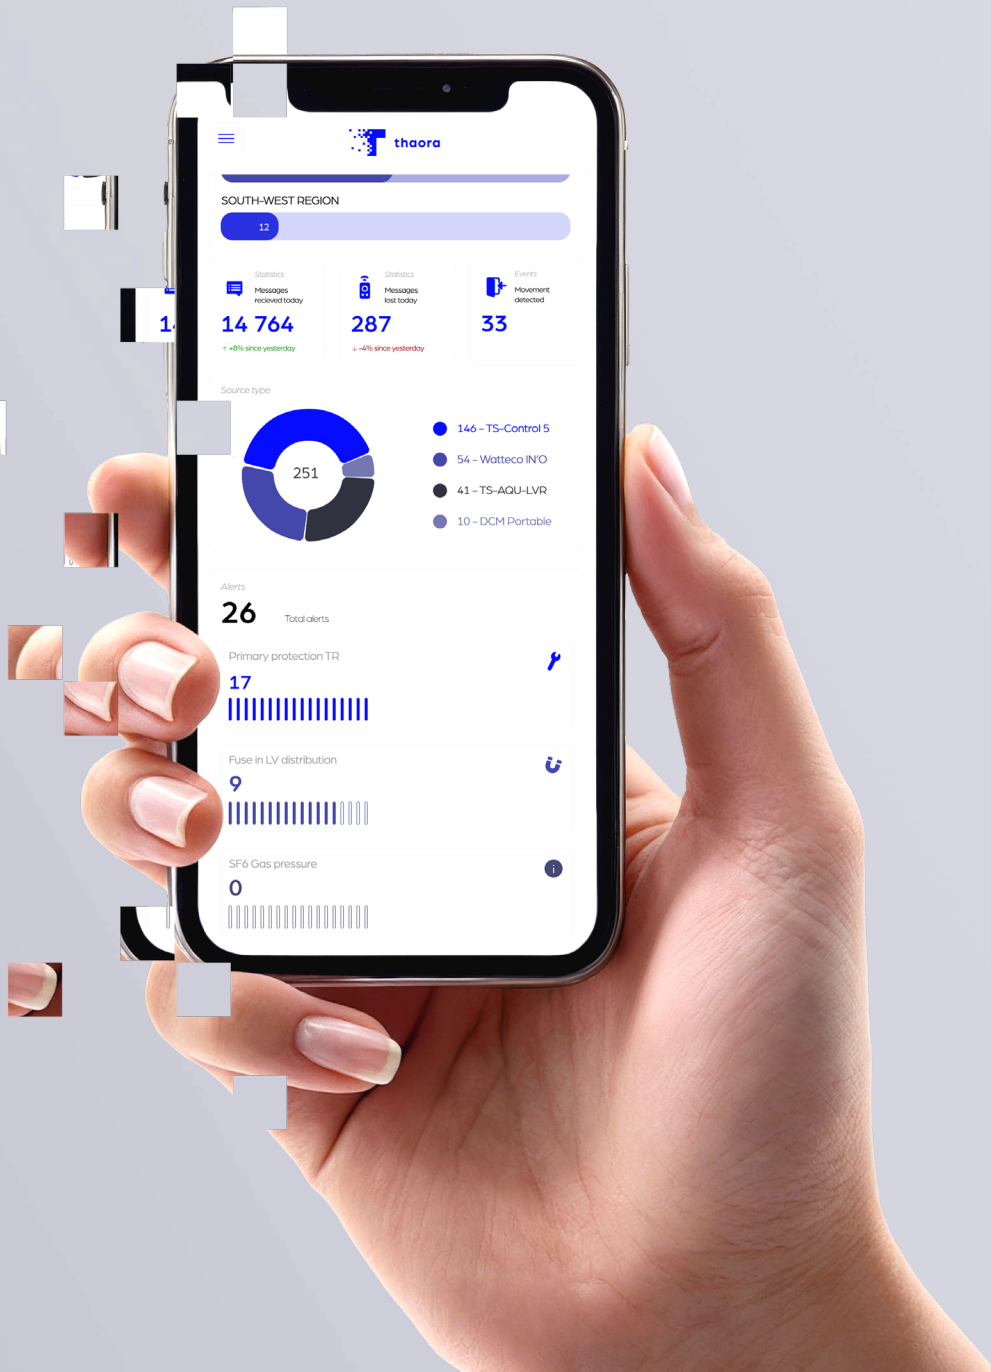 thaora
SOUTH-WEST REGION
12
Statistics
Messages
recieved today
14 764
↑ +8% since yesterday
Statistics
Messages
lost today
287
↓ -4% since yesterday
Events
Movement
detected
33
14
Source type
251
146 - TS-Control 5
54 - Watteco IN'O
41 - TS-AQU-LVR
10 - DCM Portable
Alerts
26 Total alerts
Primary protection TR
17
Fuse in LV distribution
9
SF6 Gas pressure
0
i